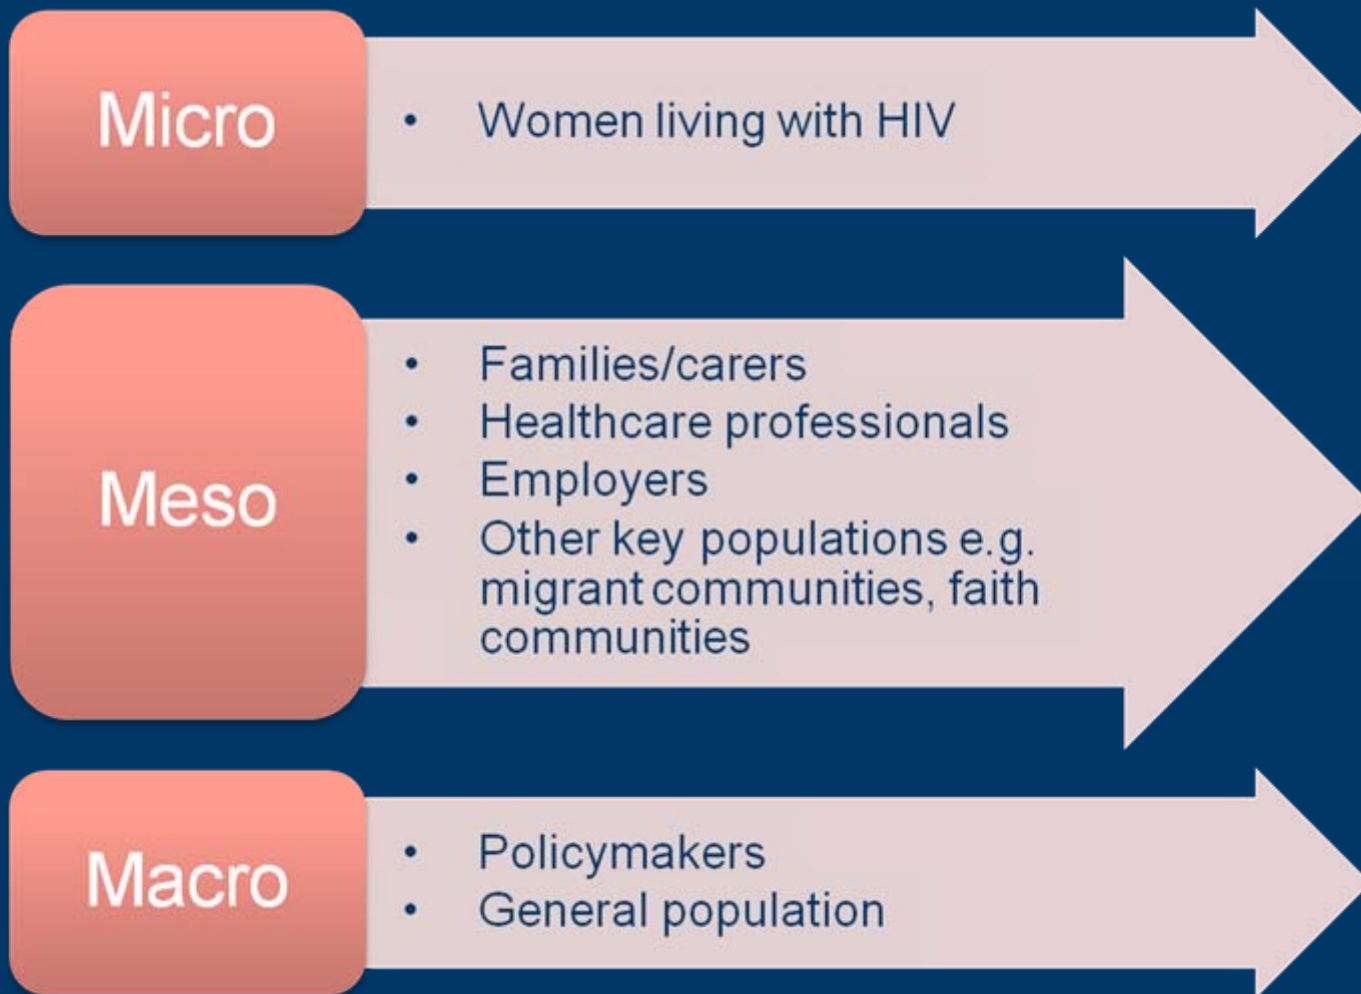 Micro
• Women living with HIV
Meso
• Families/carers
• Healthcare professionals
• Employers
• Other key populations e.g.
migrant communities, faith
communities
Macro
• Policymakers
• General population